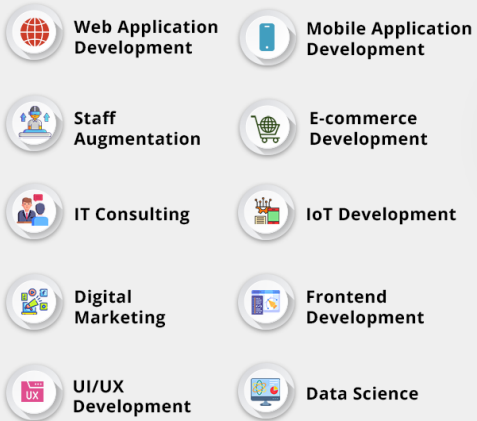 Web Application
Development
Mobile Application
Development
Staff
Augmentation
E-commerce
Development
IT Consulting
IoT Development
Digital
Marketing
Frontend
Development
UX
UI/UX
Development
Data Science